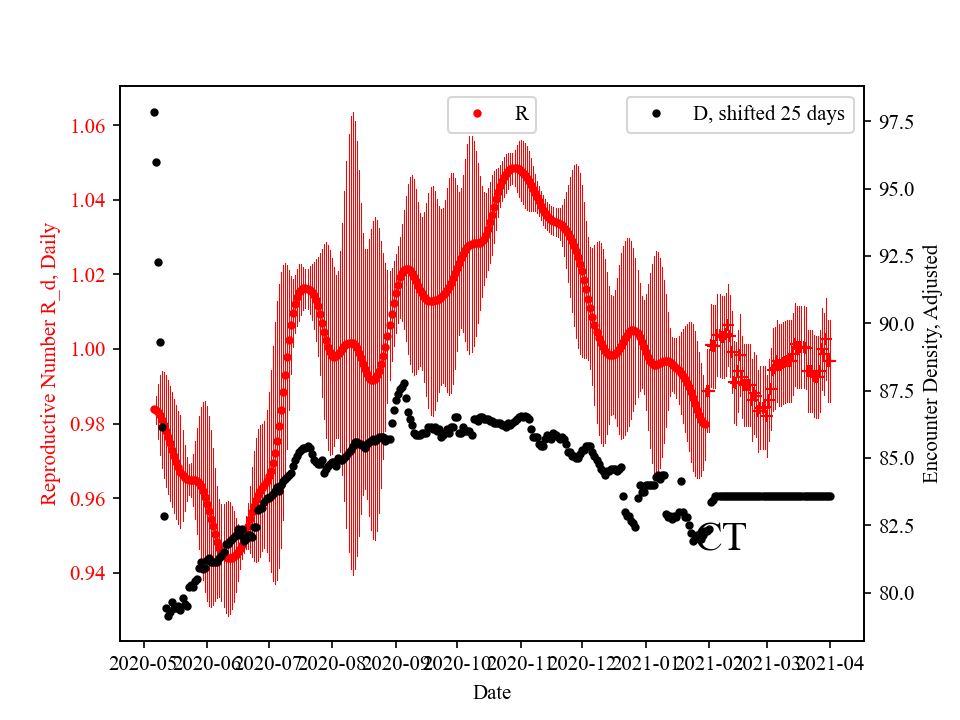 R
D, shifted 25 days
1.06
1.04
1.02
1.00
0.98
0.96
0.94
Reproductive Number R_d, Daily
97.5
95.0
92.5
90.0
87.5
85.0
82.5
80.0
Encounter Density, Adjusted
CT
2020-05 2020-06 2020-07 2020-08 2020-09 2020-10 2020-11 2020-12 2021-01 2021-02 2021-03 2021-04
Date